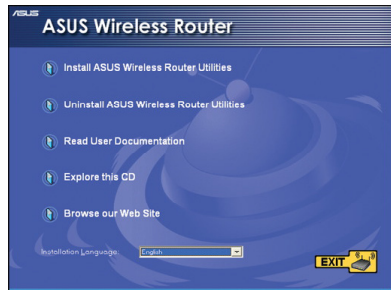 ASUS
ASUS Wireless Router
Install ASUS Wireless Router Utilities
Uninstall ASUS Wireless Router Utilities
Read User Documentation
Explore this CD
Browse our Web Site
Installation Language: English
EXIT